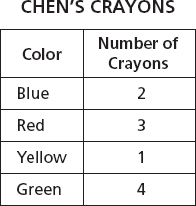 CHEN'S CRAYONS
Color Number of Crayons
Blue 2
Red 3
Yellow 1
Green 4